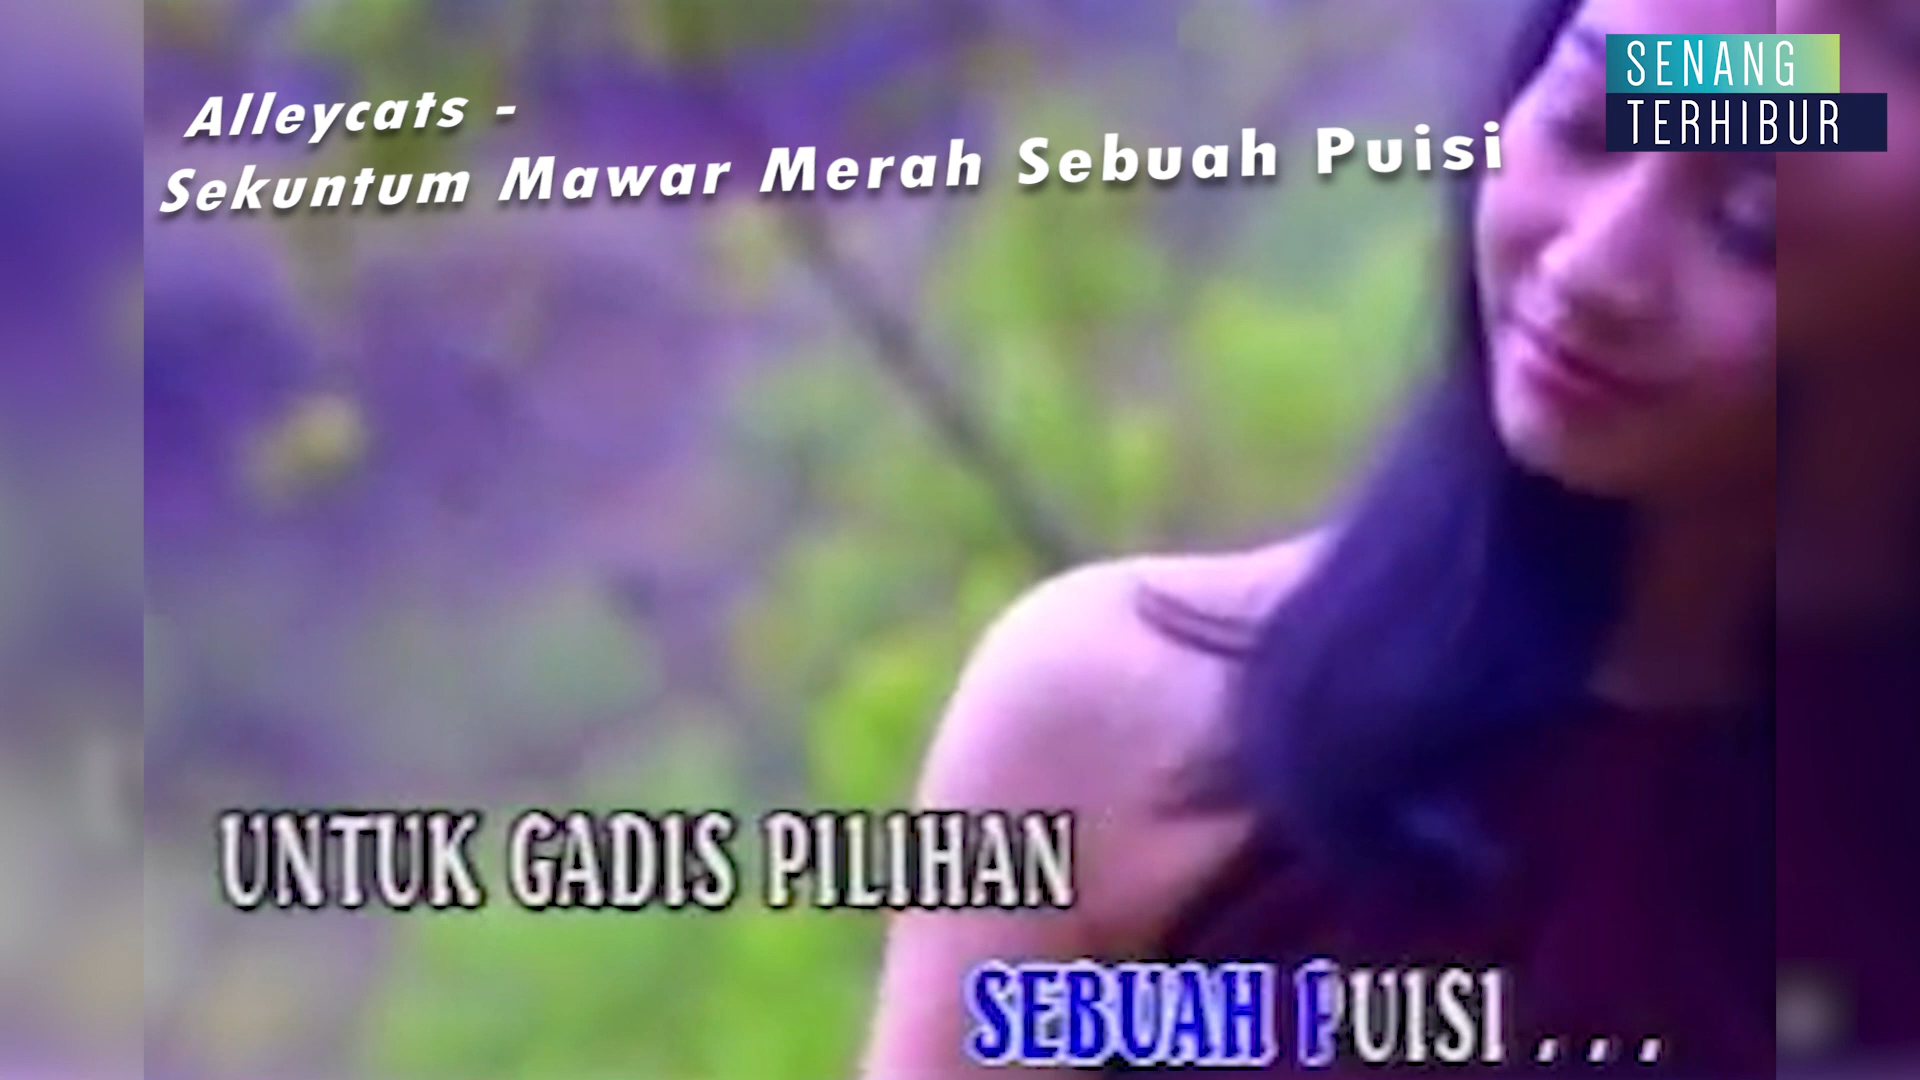 SENANG
TERHIBUR
Alleycats -
Sekuntum Mawar Merah Sebuah Puisi
UNTUK GADIS PILIHAN
SEBUAH PUISI . . .